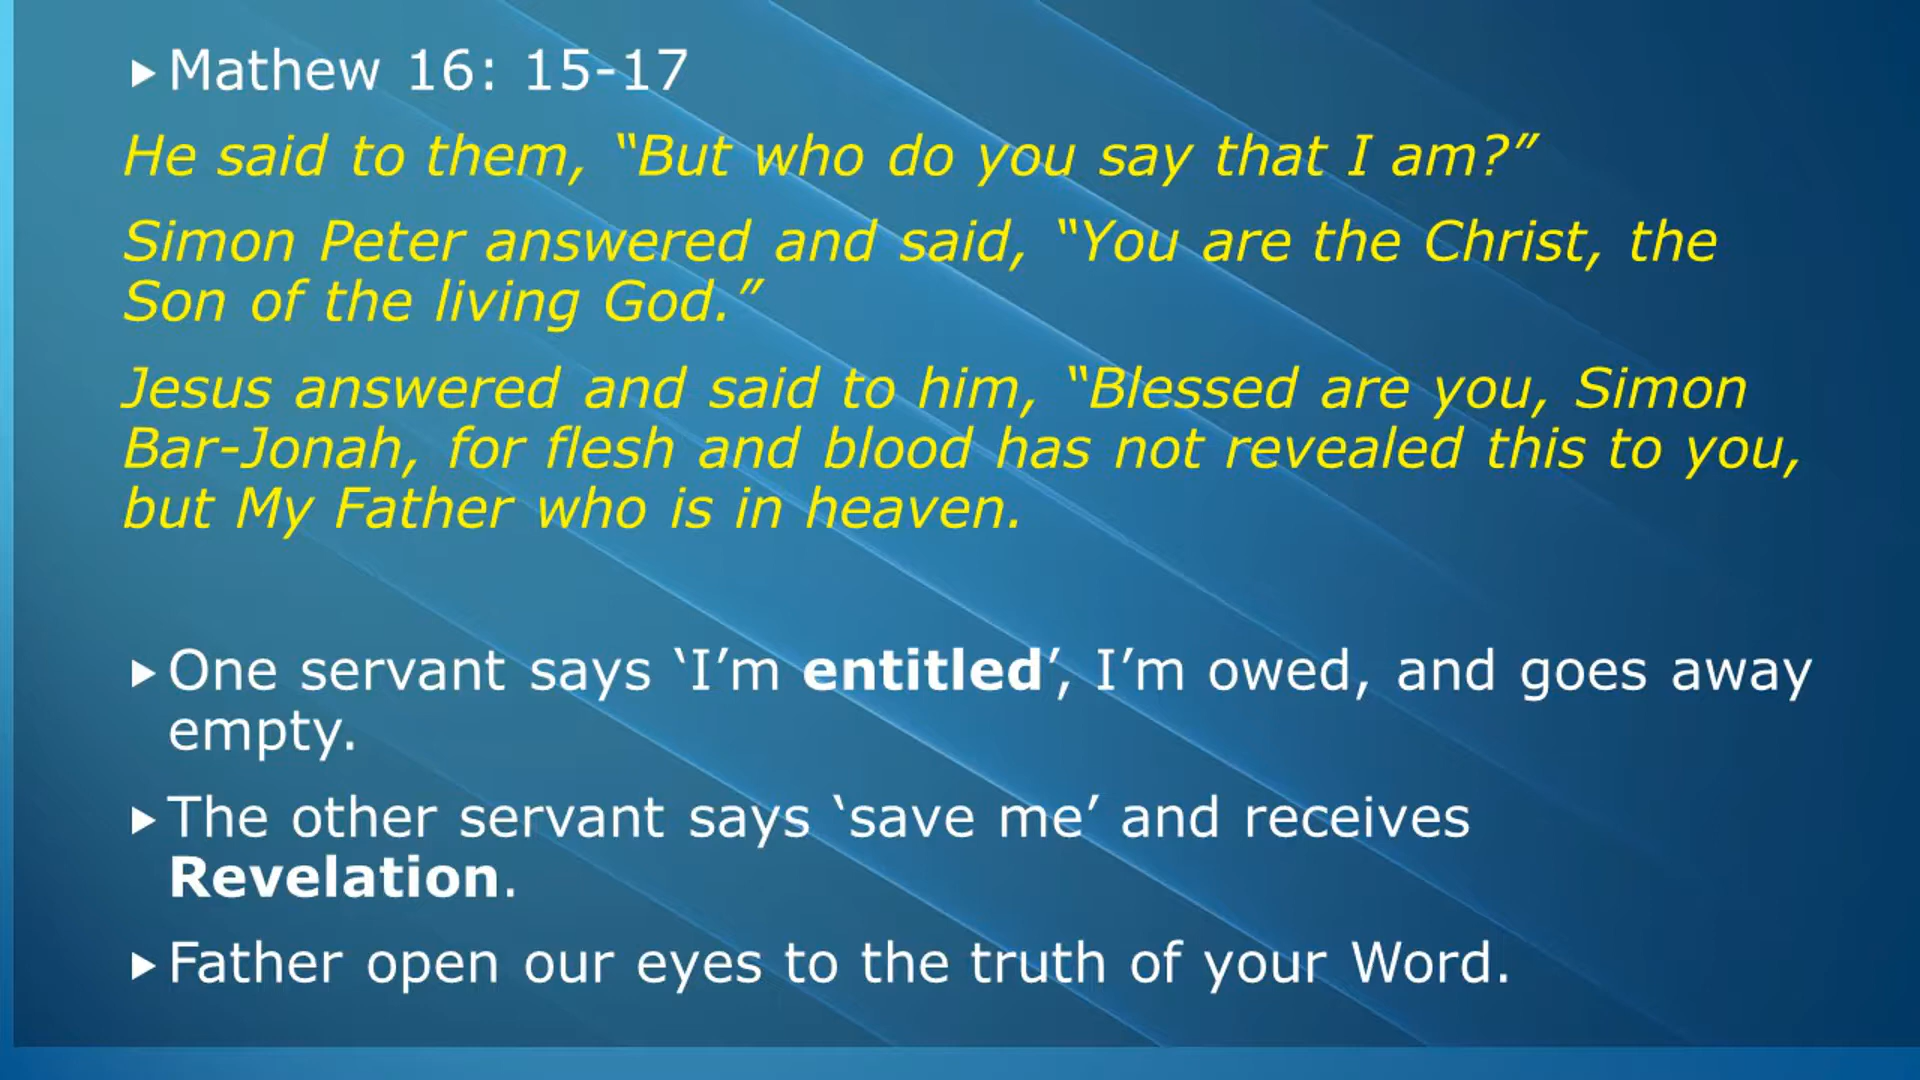 ▸Mathew 16: 15-17
He said to them, “But who do you say that I am?”
Simon Peter answered and said, “You are the Christ, the
Son of the living God.”
Jesus answered and said to him, “Blessed are you, Simon
Bar-Jonah, for flesh and blood has not revealed this to you,
but My Father who is in heaven.
▸One servant says ‘I’m entitled’, I’m owed, and goes away
empty.
▸The other servant says ‘save me’ and receives
Revelation.
▸Father open our eyes to the truth of your Word.